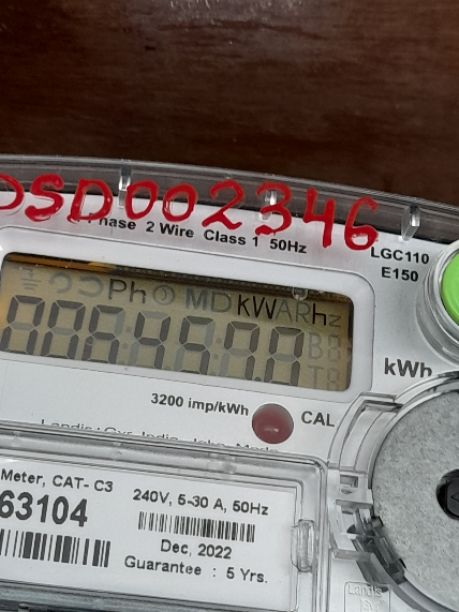 DSD002346
Phase 2 Wire Class 1 50Hz
LGC110
E150
Ph MD kWARhz
kWh
3200 imp/kWh
CAL
Meter, CAT- C3
240V, 5-30 A, 50Hz
63104
Dec, 2022
Guarantee : 5 Yrs.